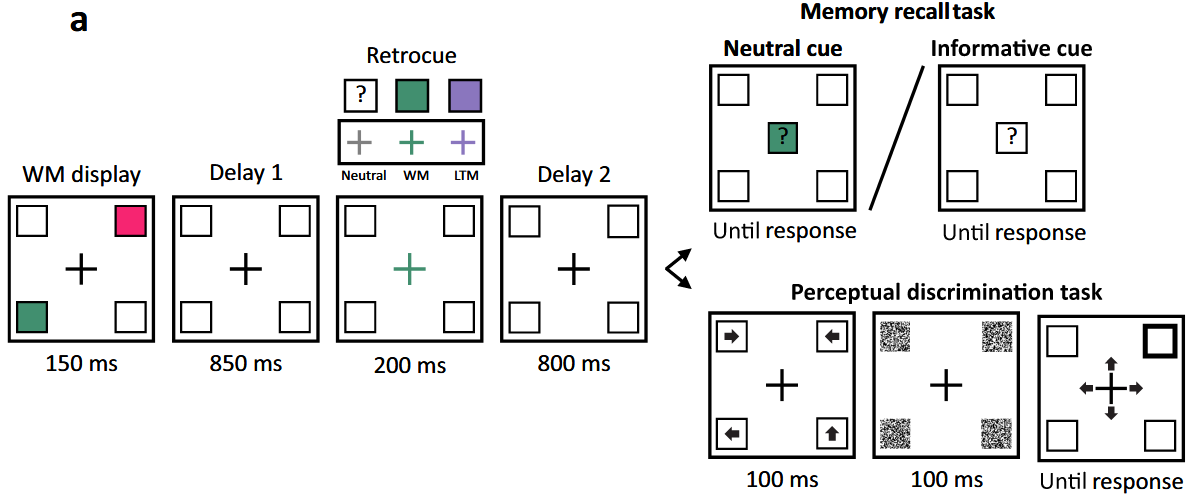 a
Memory recall task
Neutral cue
Informative cue
Retrocue
?
Neutral
WM
LTM
WM display
Delay 1
Delay 2
?
?
Until response
Until response
150 ms
850 ms
200 ms
800 ms
Perceptual discrimination task
100 ms
100 ms
Until response